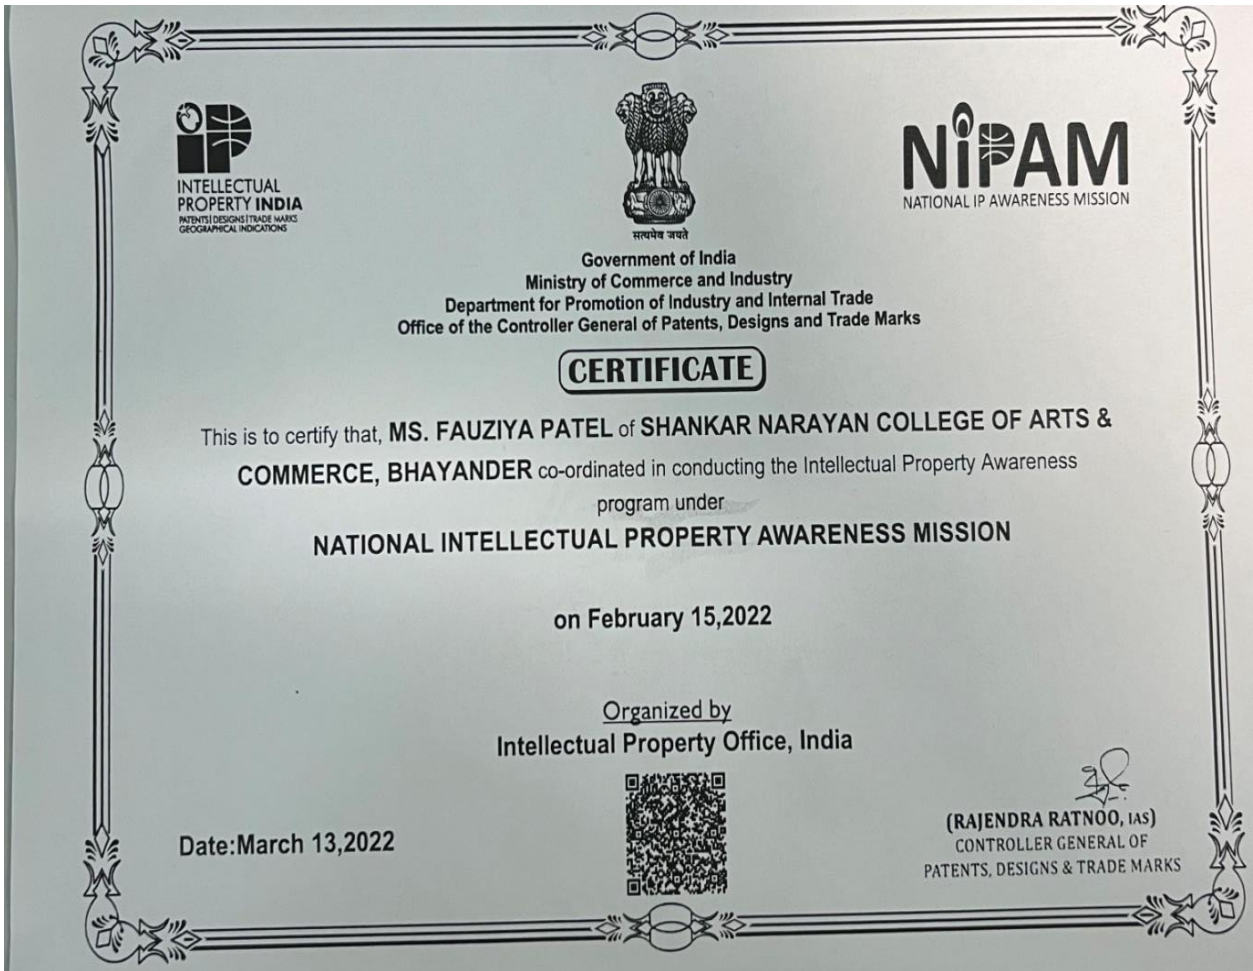 iP
INTELLECTUAL
PROPERTY INDIA
PATENTS | DESIGNS | TRADE MARKS
GEOGRAPHICAL INDICATIONS
सत्यमेव जयते
NiPAM
NATIONAL IP AWARENESS MISSION
Government of India
Ministry of Commerce and Industry
Department for Promotion of Industry and Internal Trade
Office of the Controller General of Patents, Designs and Trade Marks
CERTIFICATE
This is to certify that, MS. FAUZIYA PATEL of SHANKAR NARAYAN COLLEGE OF ARTS &
COMMERCE, BHAYANDER co-ordinated in conducting the Intellectual Property Awareness
program under
NATIONAL INTELLECTUAL PROPERTY AWARENESS MISSION
on February 15,2022
Organized by
Intellectual Property Office, India
Date:March 13,2022
(RAJENDRA RATNOO, IAS)
CONTROLLER GENERAL OF
PATENTS, DESIGNS & TRADE MARKS